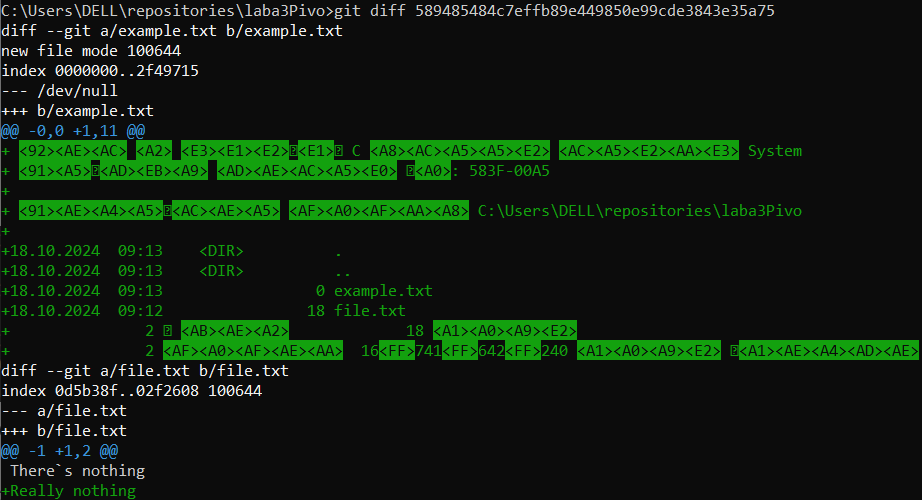 C:\Users\DELL\repositories\laba3Pivo>git diff 589485484c7effb89e449850e99cde3843e35a75
diff --git a/example.txt b/example.txt
new file mode 100644
index 0000000..2f49715
--- /dev/null
+++ b/example.txt
@@ -0,0 +1,11 @@
+ <92><AE><AC> <A2> <E3><E1><E2>�<E1>� C <A8><AC><A5><A5><E2> <AC><A5><E2><AA><E3> System
+ <91><A5>�<AD><EB><A9> <AD><AE><AC><A5><E0> �<A0>: 583F-00A5
+
+ <91><AE><A4><A5>�<AC><AE><A5> <AF><A0><AF><AA><A8> C:\Users\DELL\repositories\laba3Pivo
+
+18.10.2024  09:13    <DIR>          .
+18.10.2024  09:13    <DIR>          ..
+18.10.2024  09:13                 0 example.txt
+18.10.2024  09:12                18 file.txt
+               2 � <AB><AE><A2>             18 <A1><A0><A9><E2>
+               2 <AF><A0><AF><AE><AA>  16<FF>741<FF>642<FF>240 <A1><A0><A9><E2> �<A1><AE><A4><AD><AE>
diff --git a/file.txt b/file.txt
index 0d5b38f..02f2608 100644
--- a/file.txt
+++ b/file.txt
@@ -1 +1,2 @@
 There`s nothing
+Really nothing